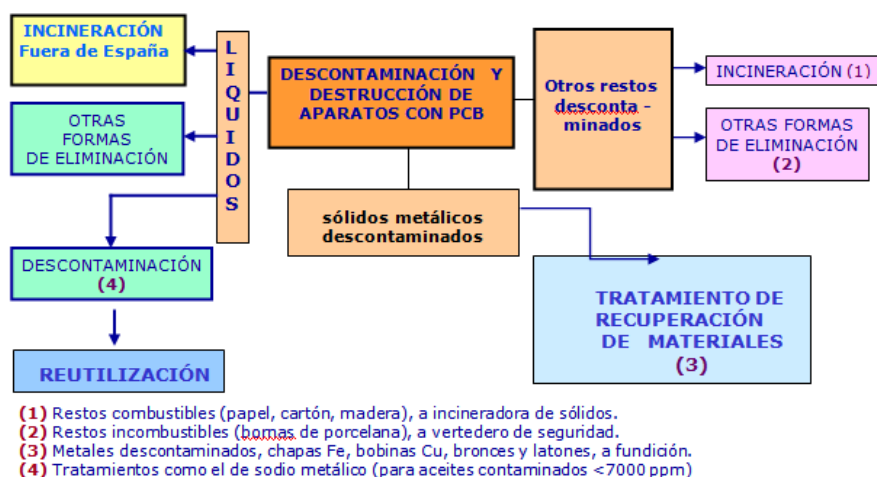 INCINERACIÓN
Fuera de España
OTRAS
FORMAS
DE ELIMINACIÓN
DESCONTAMINACIÓN
(4)
REUTILIZACIÓN
L
I
Q
U
I
D
O
S
DESCONTAMINACIÓN Y
DESTRUCCIÓN DE
APARATOS CON PCB
sólidos metálicos
descontaminados
Otros restos
desconta -
minados
INCINERACIÓN (1)
OTRAS FORMAS
DE ELIMINACIÓN
(2)
TRATAMIENTO DE
RECUPERACIÓN
DE MATERIALES
(3)
(1) Restos combustibles (papel, cartón, madera), a incineradora de sólidos.
(2) Restos incombustibles (bornas de porcelana), a vertedero de seguridad.
(3) Metales descontaminados, chapas Fe, bobinas Cu, bronces y latones, a fundición.
(4) Tratamientos como el de sodio metálico (para aceites contaminados <7000 ppm)